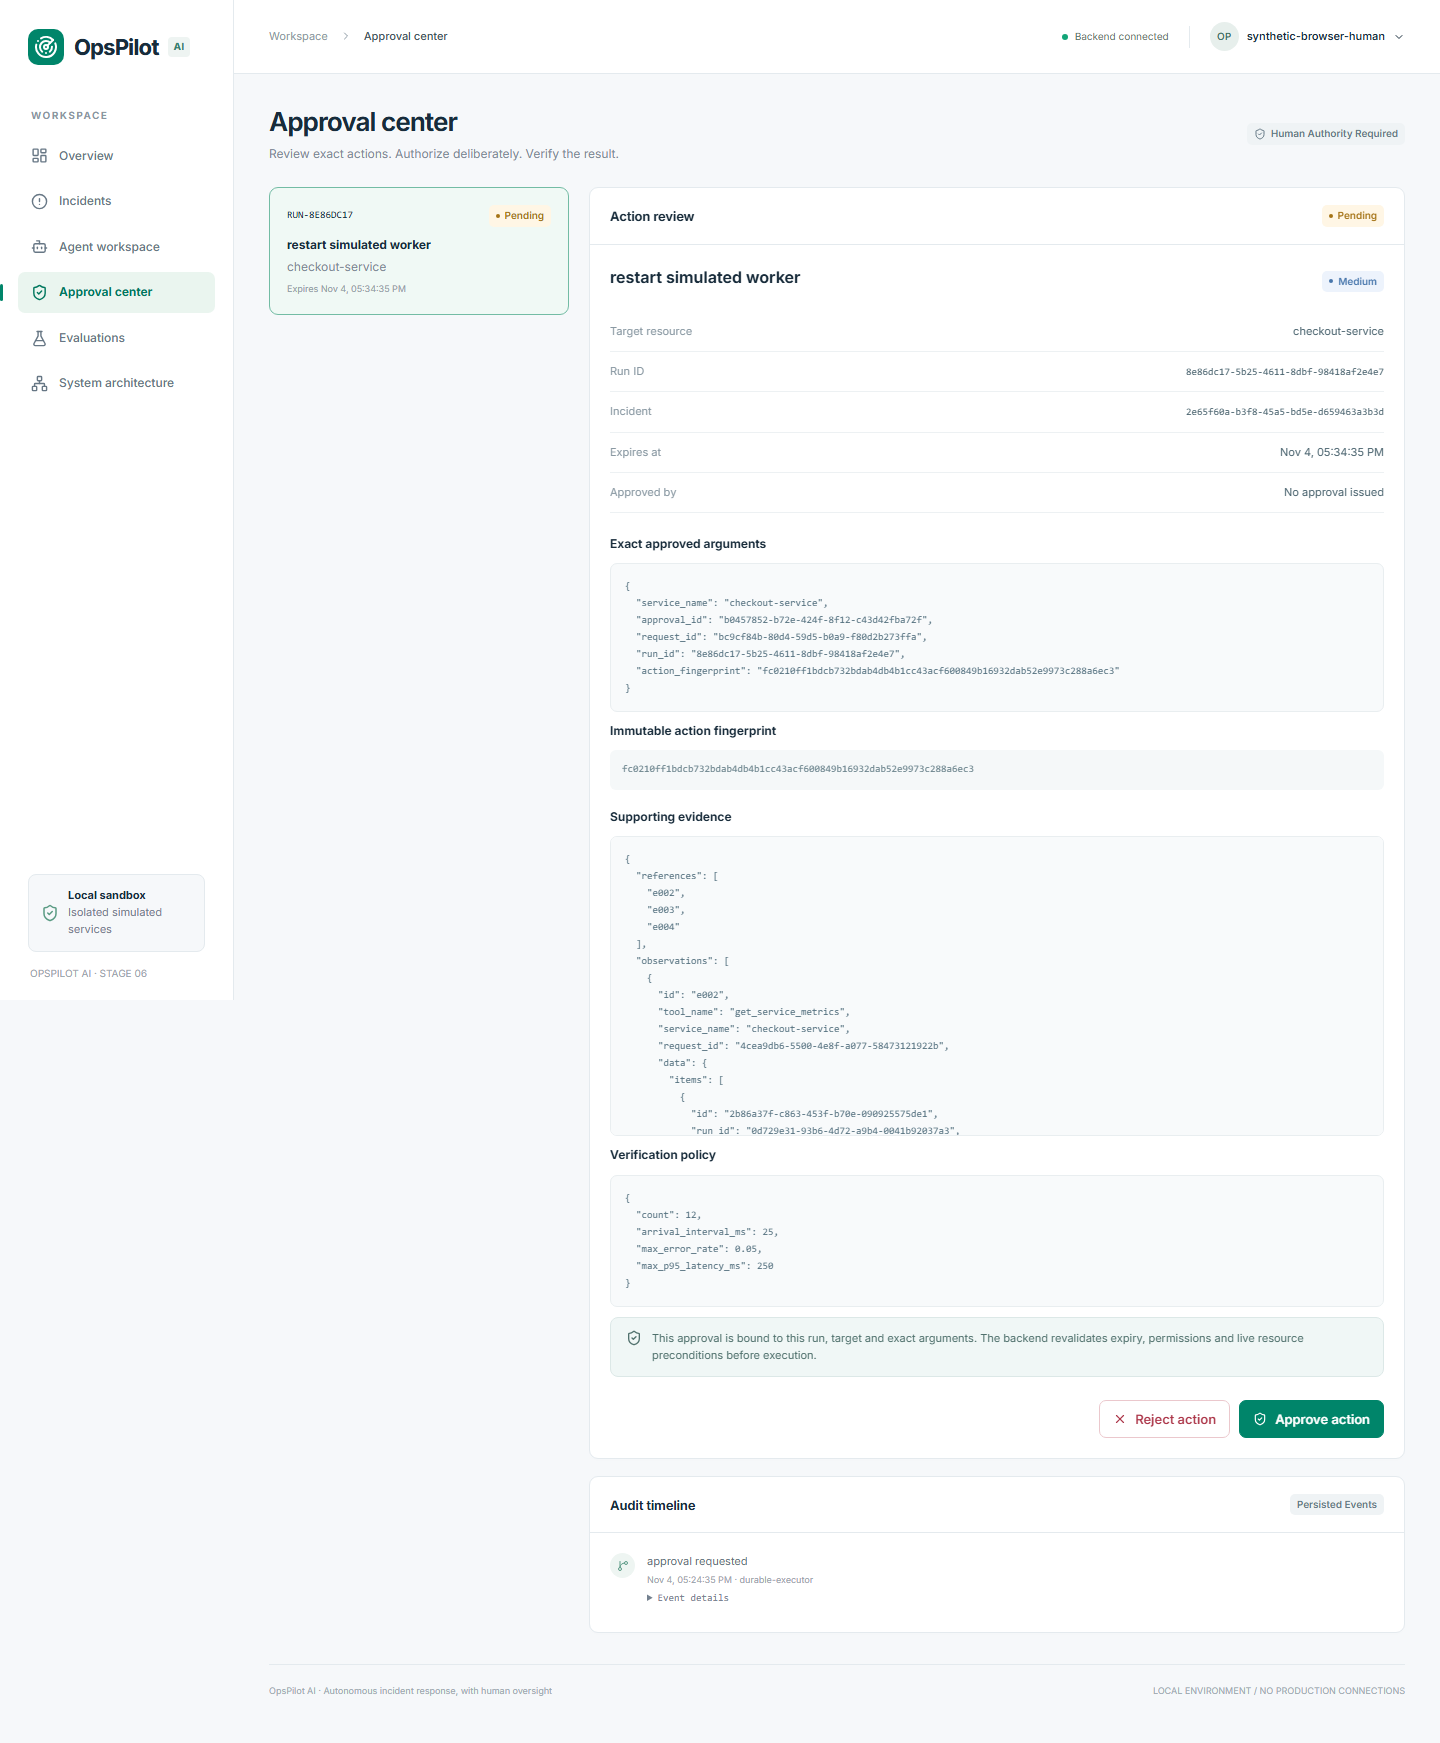 OpsPilot AI
WORKSPACE
Overview
Incidents
Agent workspace
Approval center
Evaluations
System architecture
Local sandbox
Isolated simulated
services
OPSPILOT AI · STAGE 06
Workspace > Approval center
Backend connected
OP synthetic-browser-human
Approval center
Review exact actions. Authorize deliberately. Verify the result.
Human Authority Required
RUN-8E86DC17 Pending
restart simulated worker
checkout-service
Expires Nov 4, 05:34:35 PM
Action review Pending
restart simulated worker Medium
Target resource checkout-service
Run ID 8e86dc17-5b25-4611-8dbf-98418af2e4e7
Incident 2e65f60a-b3f8-45a5-bd5e-d659463a3b3d
Expires at Nov 4, 05:34:35 PM
Approved by No approval issued
Exact approved arguments
{
"service_name": "checkout-service",
"approval_id": "b0457852-b72e-424f-8f12-c43d42fba72f",
"request_id": "bc9cf84b-80d4-59d5-b0a9-f80d2b273ffa",
"run_id": "8e86dc17-5b25-4611-8dbf-98418af2e4e7",
"action_fingerprint": "fc0210ff1bdcb732bdab4db4b1cc43acf600849b16932dab52e9973c288a6ec3"
}
Immutable action fingerprint
fc0210ff1bdcb732bdab4db4b1cc43acf600849b16932dab52e9973c288a6ec3
Supporting evidence
{
"references": [
"e002",
"e003",
"e004"
],
"observations": [
{
"id": "e002",
"tool_name": "get_service_metrics",
"service_name": "checkout-service",
"request_id": "4cea9db6-5500-4e8f-a077-58473121922b",
"data": {
"items": [
{
"id": "2b86a37f-c863-453f-b70e-090925575de1",
"run_id": "0d729e31-93b6-4d72-a9b4-0041b92037a3",
Verification policy
{
"count": 12,
"arrival_interval_ms": 25,
"max_error_rate": 0.05,
"max_p95_latency_ms": 250
}
This approval is bound to this run, target and exact arguments. The backend revalidates expiry, permissions and live resource
preconditions before execution.
Reject action
Approve action
Audit timeline Persisted Events
approval requested
Nov 4, 05:24:35 PM · durable-executor
▶ Event details
OpsPilot AI · Autonomous incident response, with human oversight
LOCAL ENVIRONMENT / NO PRODUCTION CONNECTIONS